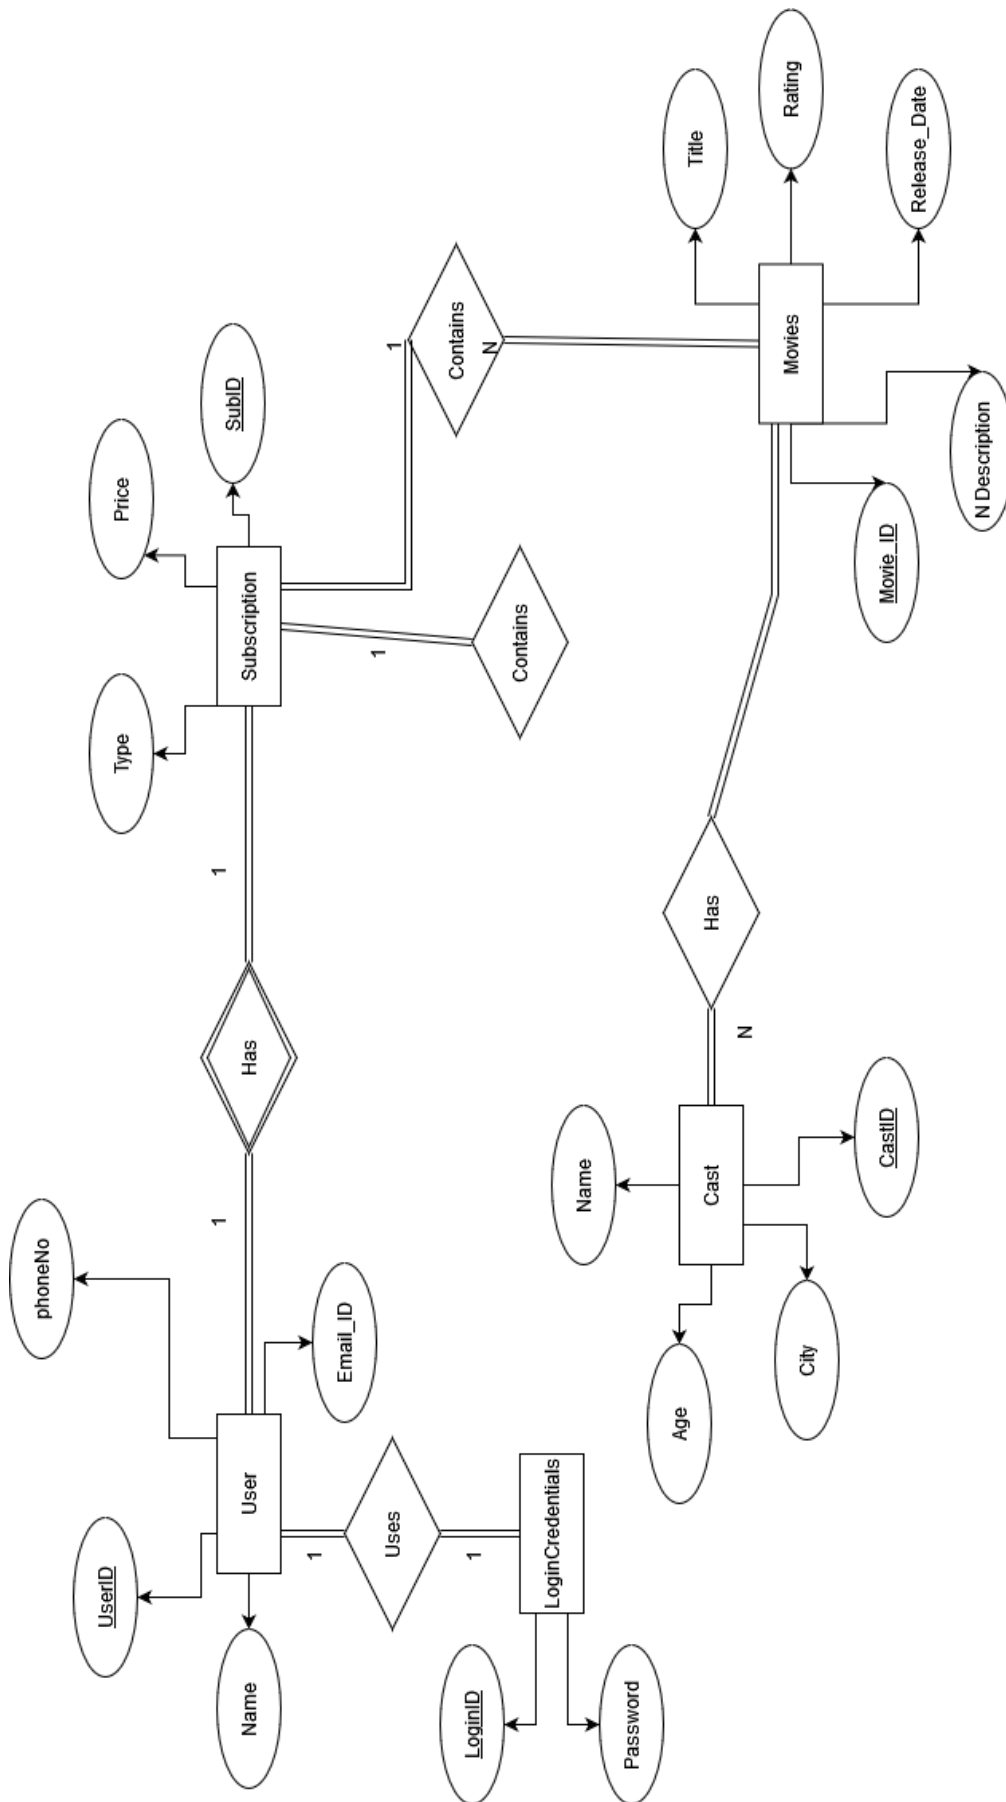 phoneNo
UserID
Type
Price
1
1
SubID
Name
User
Has
Subscription
1
Email_ID
1
Uses
1
Contains
LoginID
1
N
Contains
LoginCredentials
Name
Password
Age
Title
Cast
Has
N
Movies
Rating
City
CastID
Movie_ID
Release_Date
N Description